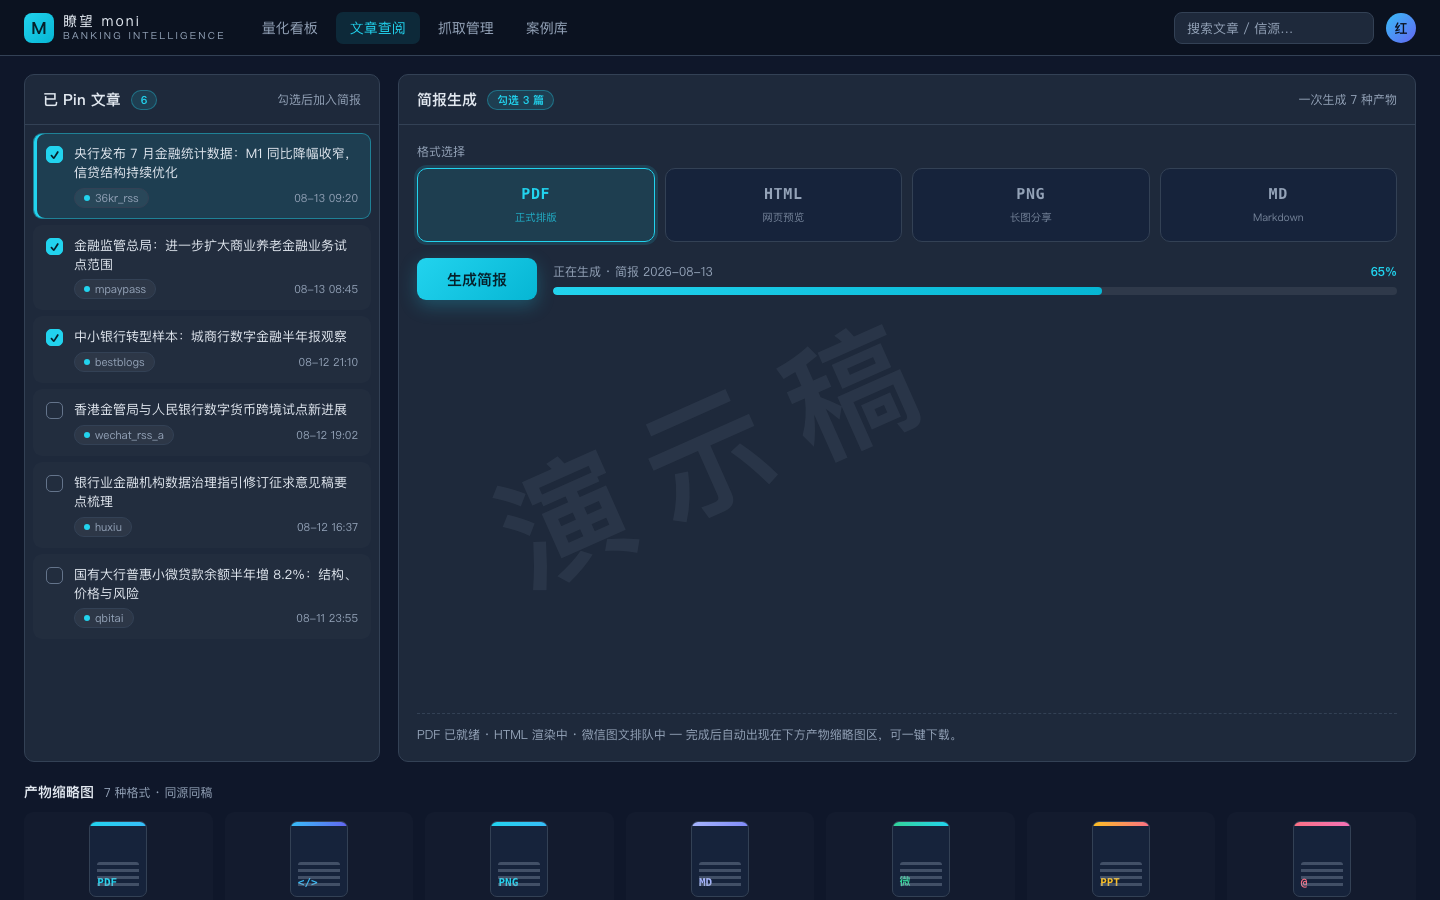 M
瞭望 moni
BANKING INTELLIGENCE
量化看板
文章查阅
抓取管理
案例库
搜索文章 / 信源...
红
已 Pin 文章
6
勾选后加入简报
央行发布 7 月金融统计数据：M1 同比降幅收窄，
信贷结构持续优化
36kr_rss
08-13 09:20
金融监管总局：进一步扩大商业养老金融业务试
点范围
mpaypass
08-13 08:45
中小银行转型样本：城商行数字金融半年报观察
bestblogs
08-12 21:10
香港金管局与人民银行数字货币跨境试点新进展
wechat_rss_a
08-12 19:02
银行业金融机构数据治理指引修订征求意见稿要
点梳理
huxiu
08-12 16:37
国有大行普惠小微贷款余额半年增 8.2%：结构、
价格与风险
qbitai
08-11 23:55
简报生成
勾选 3 篇
一次生成 7 种产物
格式选择
PDF
正式排版
HTML
网页预览
PNG
长图分享
MD
Markdown
生成简报
正在生成 · 简报 2026-08-13
65%
演示稿
PDF 已就绪 · HTML 渲染中 · 微信图文排队中 — 完成后自动出现在下方产物缩略图区，可一键下载。
产物缩略图
7 种格式 · 同源同稿
PDF
</>
PNG
MD
微
PPT
@